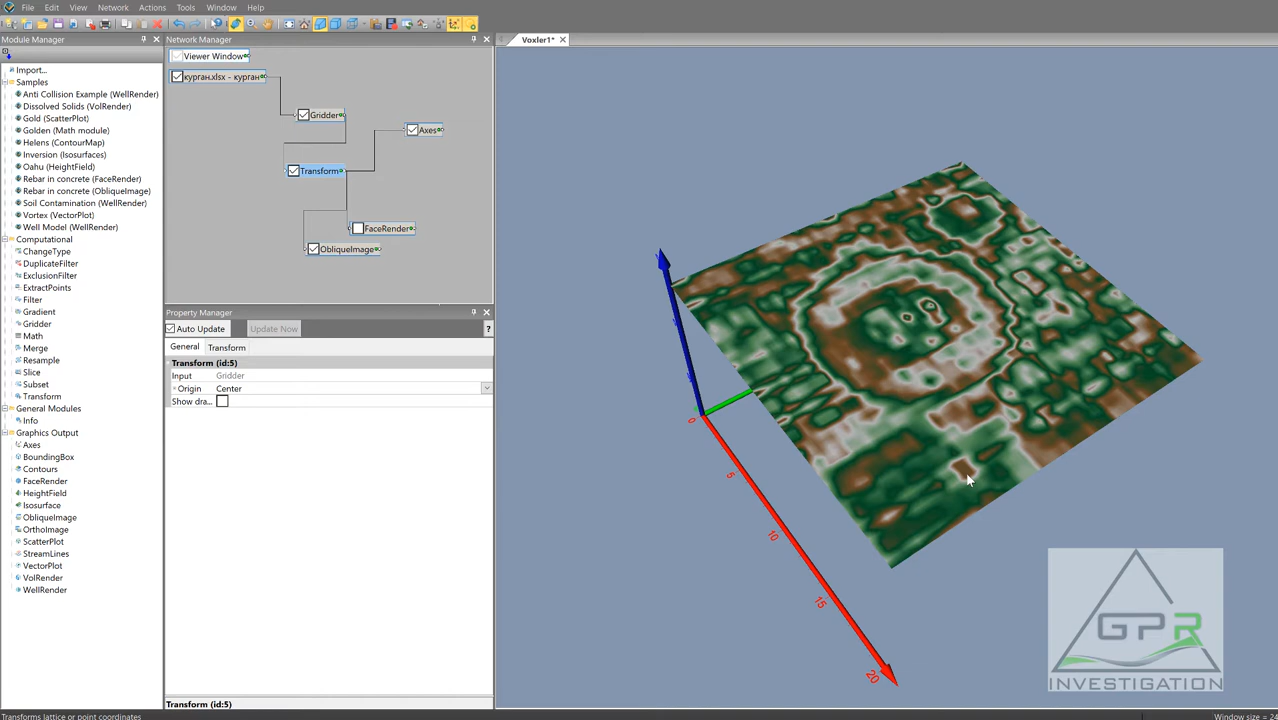 File Edit View Network Actions Tools Window Help
Module Manager
Import...
Samples
Anti Collision Example (WellRender)
Dissolved Solids (VolRender)
Gold (ScatterPlot)
Golden (Math module)
Helens (ContourMap)
Inversion (Isosurfaces)
Oahu (HeightField)
Rebar in concrete (FaceRender)
Rebar in concrete (ObliqueImage)
Soil Contamination (WellRender)
Vortex (VectorPlot)
Well Model (WellRender)
Computational
ChangeType
DuplicateFilter
ExclusionFilter
ExtractPoints
Filter
Gradient
Gridder
Math
Merge
Resample
Slice
Subset
Transform
General Modules
Info
Graphics Output
Axes
BoundingBox
Contours
FaceRender
HeightField
Isosurface
ObliqueImage
OrthoImage
ScatterPlot
StreamLines
VectorPlot
VolRender
WellRender
Network Manager
Viewer Window
курган.xlsx - курган
Gridder
Axes
Transform
FaceRender
ObliqueImage
Property Manager
Auto Update Update Now ?
General Transform
Transform (id:5)
Input Gridder
Origin Center
Show dra...
Transform (id:5)
Voxler1*
0
5
10
15
20
GPR
INVESTIGATION
Transforms lattice or point coordinates
Window size = 24